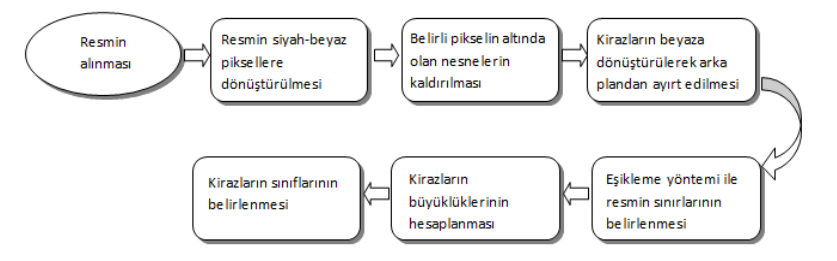 Resmin
alınması
Resmin siyah-beyaz
piksellere
dönüştürülmesi
Belirli pikselin altında
olan nesnelerin
kaldırılması
Kirazların beyaza
dönüştürülerek arka
plandan ayırt edilmesi
Eşikleme yöntemi ile
resmin sınırlarının
belirlenmesi
Kirazların
büyüklüklerinin
hesaplanması
Kirazların sınıflarının
belirlenmesi